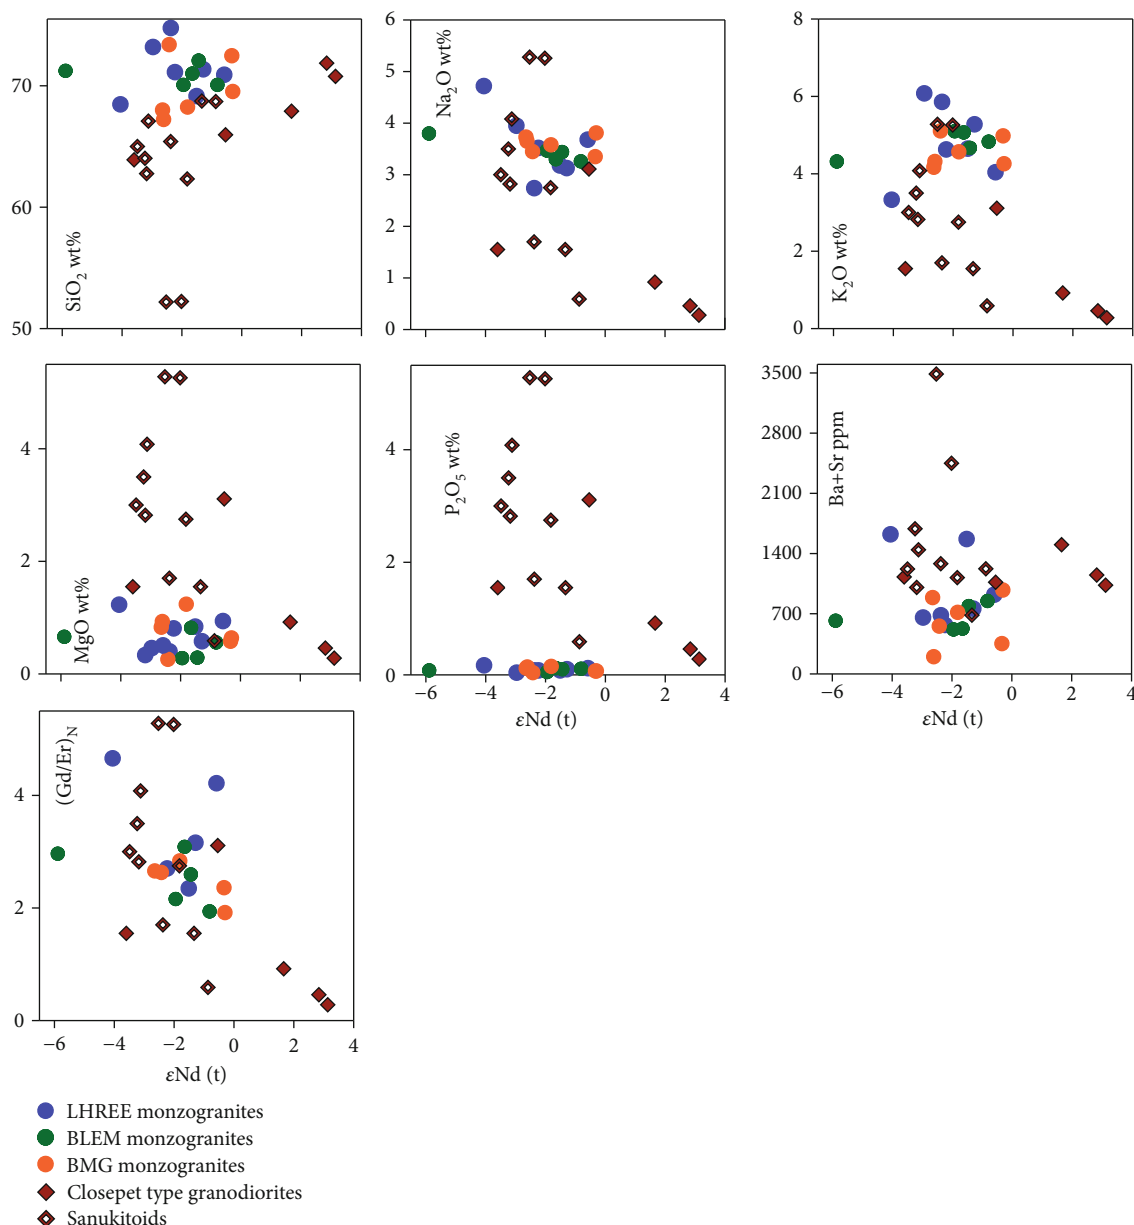 70
60
50
SiO₂ wt%
6
5
4
3
2
1
0
Na₂O wt%
8
6
4
2
0
K₂O wt%
4
2
0
MgO wt%
4
2
0
P₂O₅ wt%
−6 −4 −2 0 2 4
εNd (t)
3500
2800
2100
1400
700
0
Ba+Sr ppm
−6 −4 −2 0 2 4
εNd (t)
4
2
0
(Gd/Er)N
−6 −4 −2 0 2 4
εNd (t)
LHREE monzogranites
BLEM monzogranites
BMG monzogranites
Closepet type granodiorites
Sanukitoids